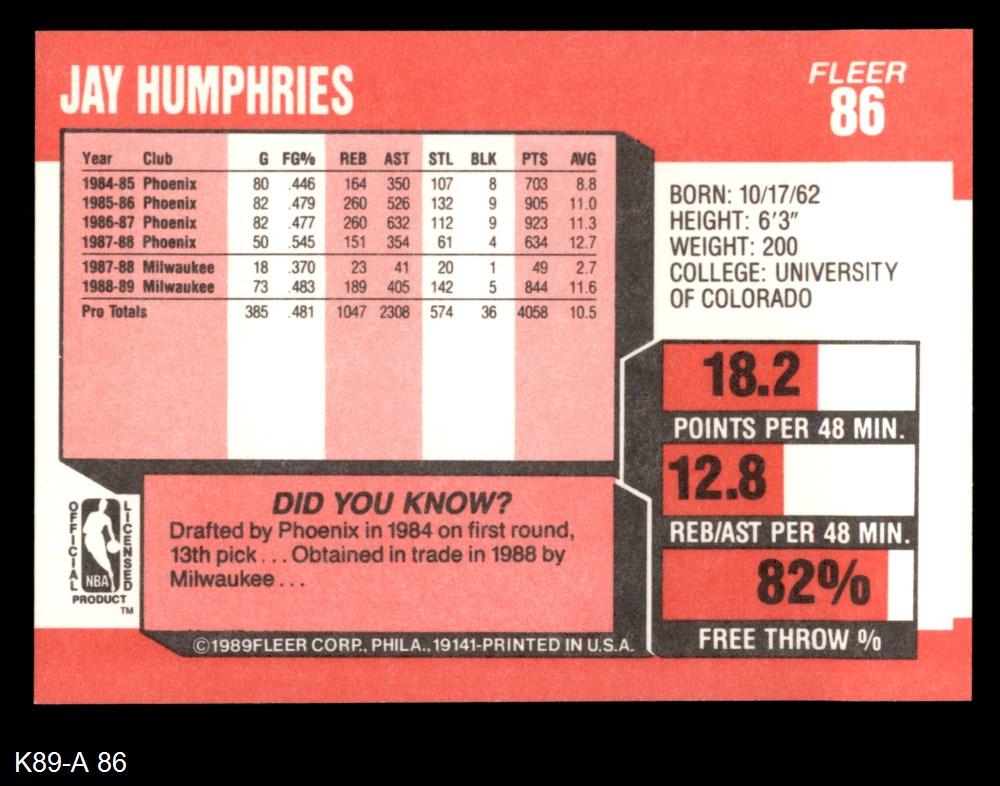 JAY HUMPHRIES
FLEER
86
Year Club G FG% REB AST STL BLK PTS AVG
1984-85 Phoenix 80 .446 164 350 107 8 703 8.8
1985-86 Phoenix 82 .479 260 526 132 9 905 11.0
1986-87 Phoenix 82 .477 260 632 112 9 923 11.3
1987-88 Phoenix 50 .545 151 354 61 4 634 12.7
1987-88 Milwaukee 18 .370 23 41 20 1 49 2.7
1988-89 Milwaukee 73 .483 189 405 142 5 844 11.6
Pro Totals 385 .481 1047 2308 574 36 4058 10.5
BORN: 10/17/62
HEIGHT: 6'3"
WEIGHT: 200
COLLEGE: UNIVERSITY
OF COLORADO
18.2
POINTS PER 48 MIN.
12.8
REB/AST PER 48 MIN.
82%
FREE THROW %
DID YOU KNOW?
Drafted by Phoenix in 1984 on first round,
13th pick . . . Obtained in trade in 1988 by
Milwaukee . . .
OFFICIAL
LICENSED
NBA
PRODUCT
TM
©1989FLEER CORP., PHILA., 19141-PRINTED IN U.S.A.
K89-A 86